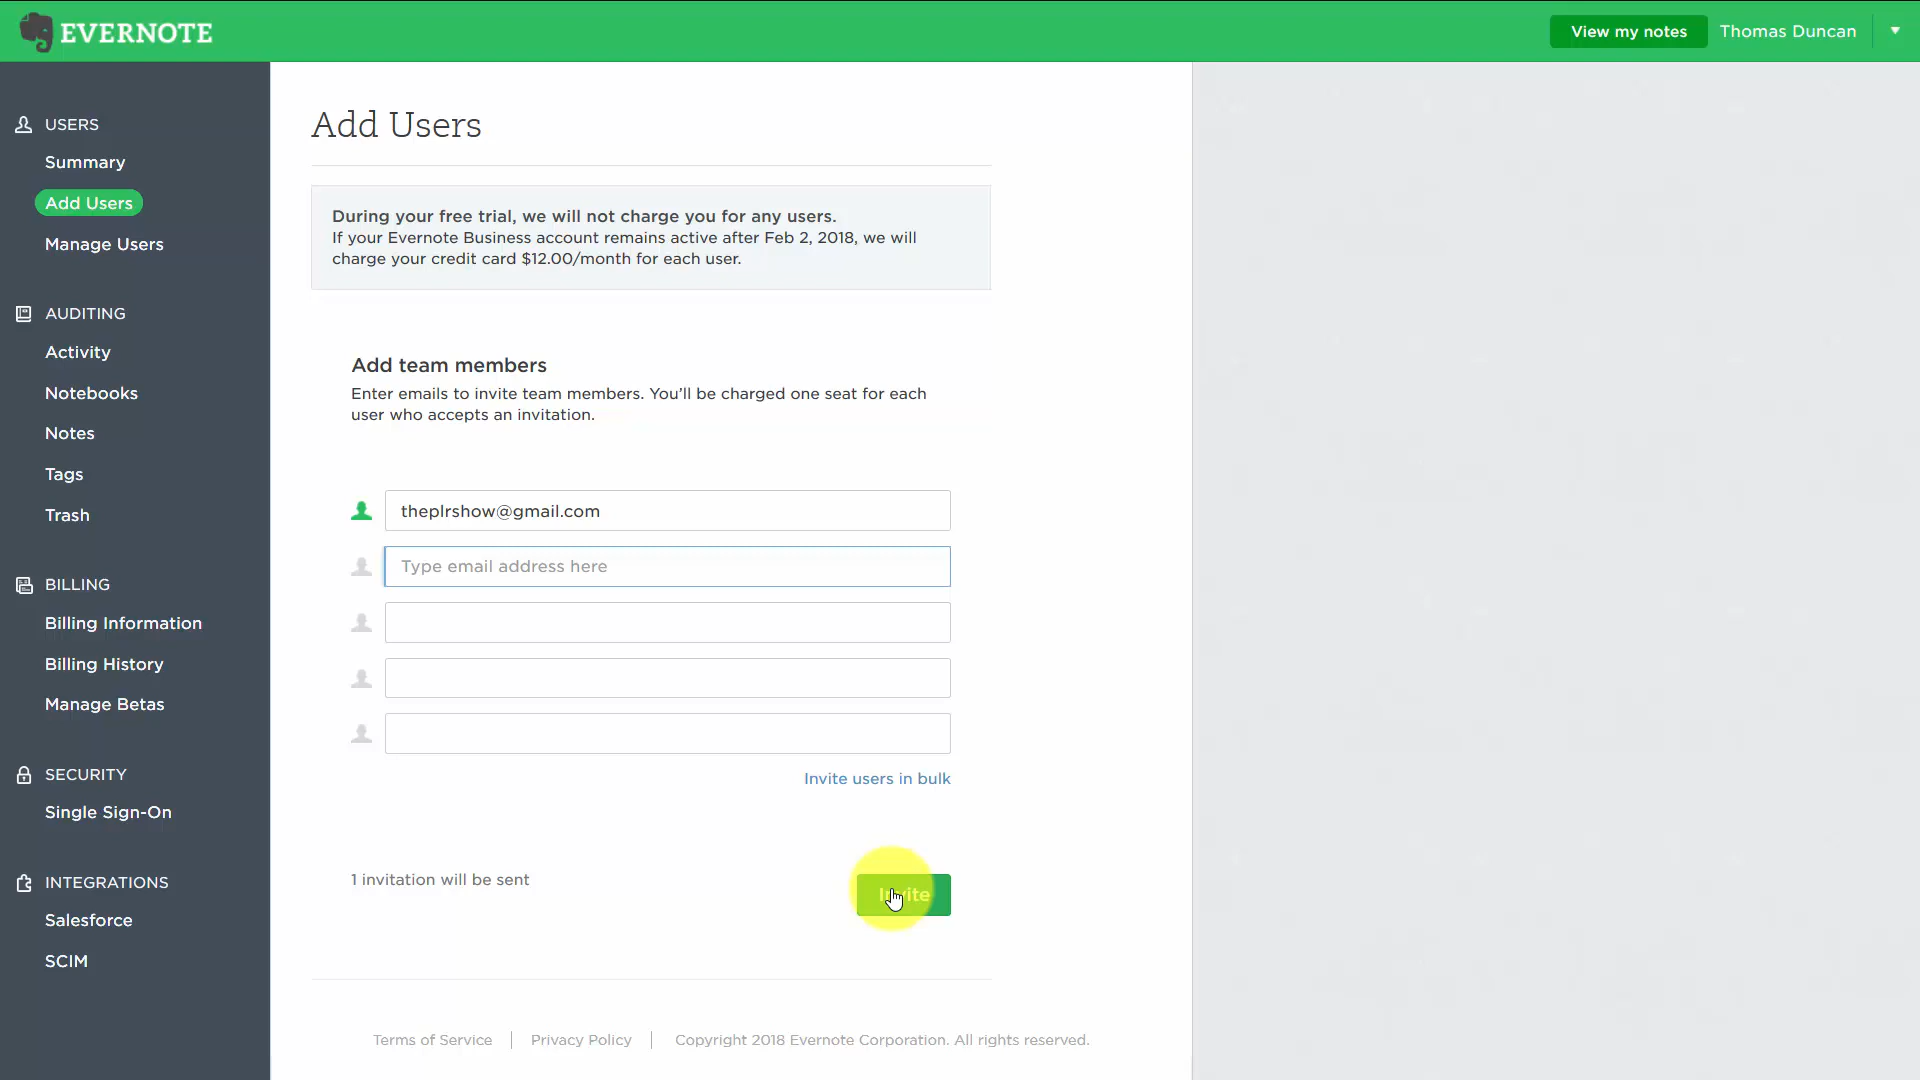 EVERNOTE
View my notes
Thomas Duncan
USERS
Summary
Add Users
Manage Users
AUDITING
Activity
Notebooks
Notes
Tags
Trash
BILLING
Billing Information
Billing History
Manage Betas
SECURITY
Single Sign-On
INTEGRATIONS
Salesforce
SCIM
Add Users
During your free trial, we will not charge you for any users.
If your Evernote Business account remains active after Feb 2, 2018, we will
charge your credit card $12.00/month for each user.
Add team members
Enter emails to invite team members. You’ll be charged one seat for each
user who accepts an invitation.
theplrshow@gmail.com
Type email address here
Invite users in bulk
1 invitation will be sent
Invite
Terms of Service
Privacy Policy
Copyright 2018 Evernote Corporation. All rights reserved.